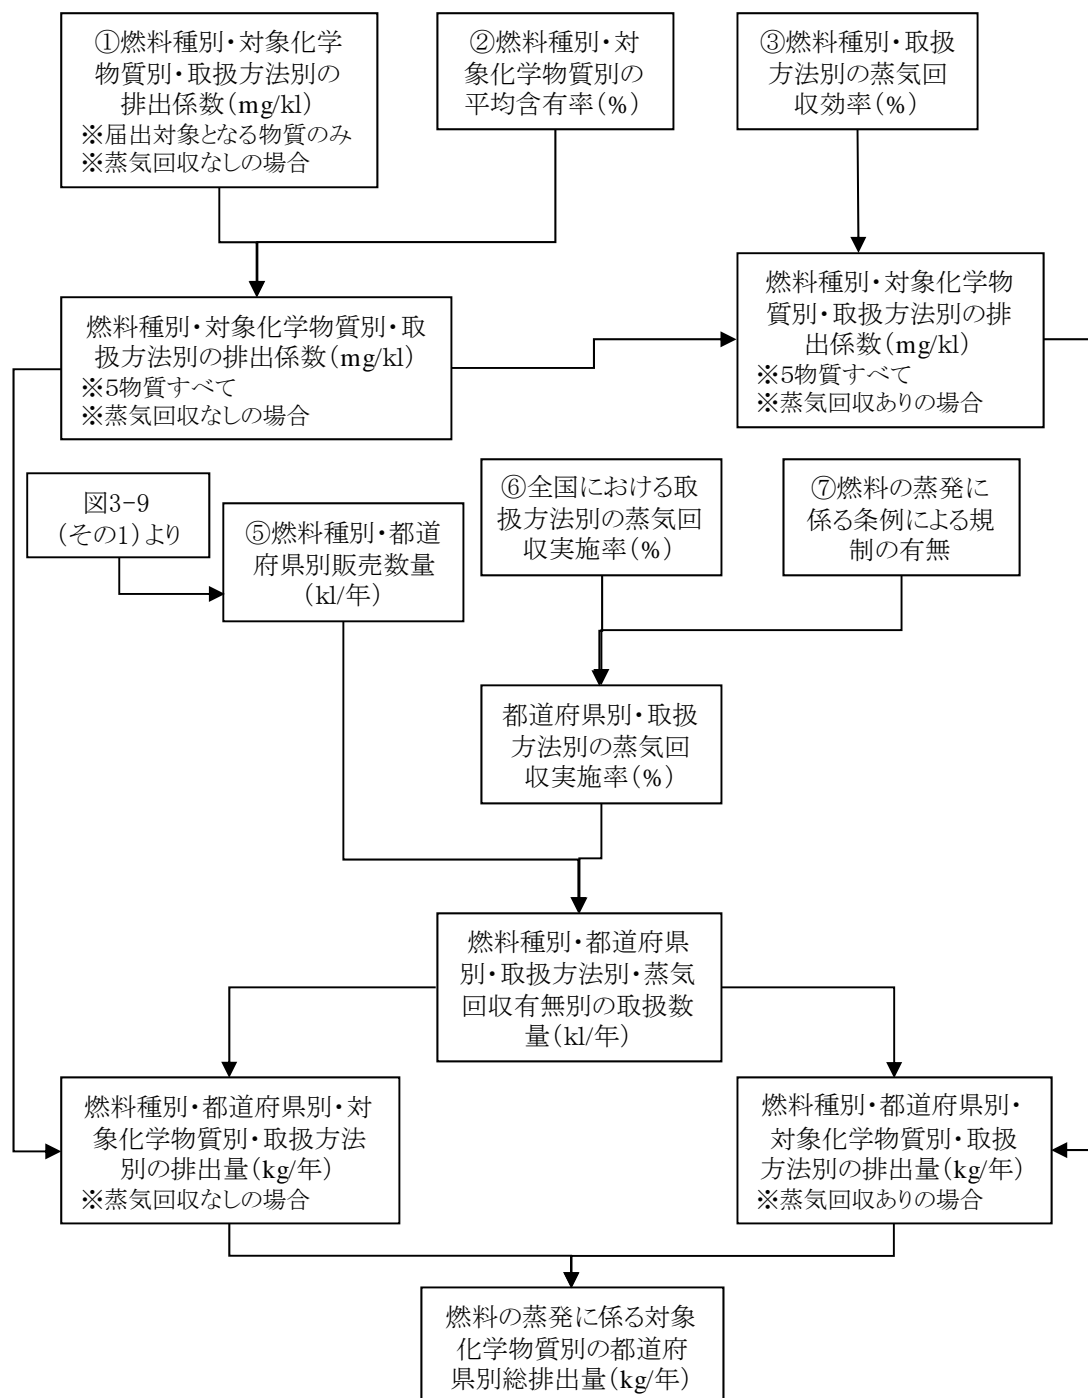 ①燃料種別・対象化学
物質別・取扱方法別の
排出係数(mg/kl)
※届出対象となる物質のみ
※蒸気回収なしの場合
②燃料種別・対
象化学物質別の
平均含有率(%)
③燃料種別・取扱
方法別の蒸気回
収効率(%)
燃料種別・対象化学物質別・取
扱方法別の排出係数(mg/kl)
※5物質すべて
※蒸気回収なしの場合
燃料種別・対象化学物
質別・取扱方法別の排
出係数(mg/kl)
※5物質すべて
※蒸気回収ありの場合
図3-9
(その1)より
⑤燃料種別・都道
府県別販売数量
(kl/年)
⑥全国における取
扱方法別の蒸気回
収実施率(%)
⑦燃料の蒸発に
係る条例による規
制の有無
都道府県別・取扱
方法別の蒸気回
収実施率(%)
燃料種別・都道府県
別・取扱方法別・蒸気
回収有無別の取扱数
量(kl/年)
燃料種別・都道府県別・対
象化学物質別・取扱方法
別の排出量(kg/年)
※蒸気回収なしの場合
燃料種別・都道府県別・
対象化学物質別・取扱
方法別の排出量(kg/年)
※蒸気回収ありの場合
燃料の蒸発に係る対象
化学物質別の都道府
県別総排出量(kg/年)